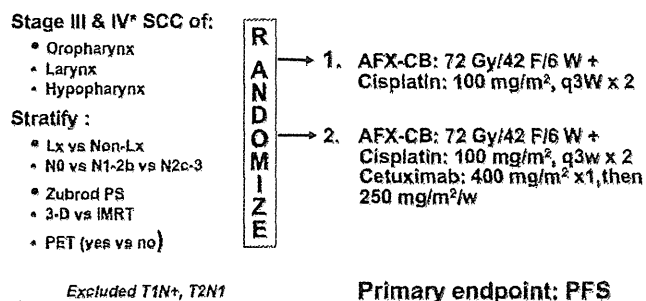 Stage III & IV* SCC of:
• Oropharynx
• Larynx
• Hypopharynx
Stratify :
• Lx vs Non-Lx
• N0 vs N1-2b vs N2c-3
• Zubrod PS
• 3-D vs IMRT
• PET (yes vs no)
Excluded T1N+, T2N1
RANDOMIZE
1. AFX-CB: 72 Gy/42 F/6 W +
Cisplatin: 100 mg/m², q3W x 2
2. AFX-CB: 72 Gy/42 F/6 W +
Cisplatin: 100 mg/m², q3w x 2
Cetuximab: 400 mg/m² x1,then
250 mg/m²/w
Primary endpoint: PFS